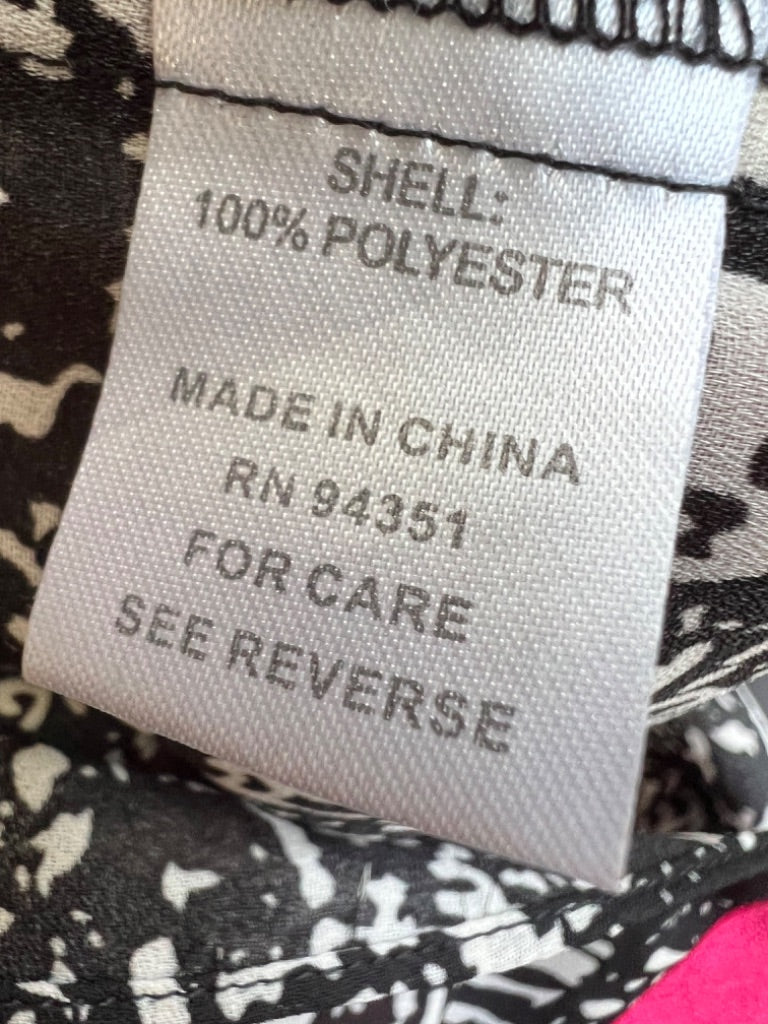 SHELL:
100% POLYESTER
MADE IN CHINA
RN 94351
FOR CARE
SEE REVERSE